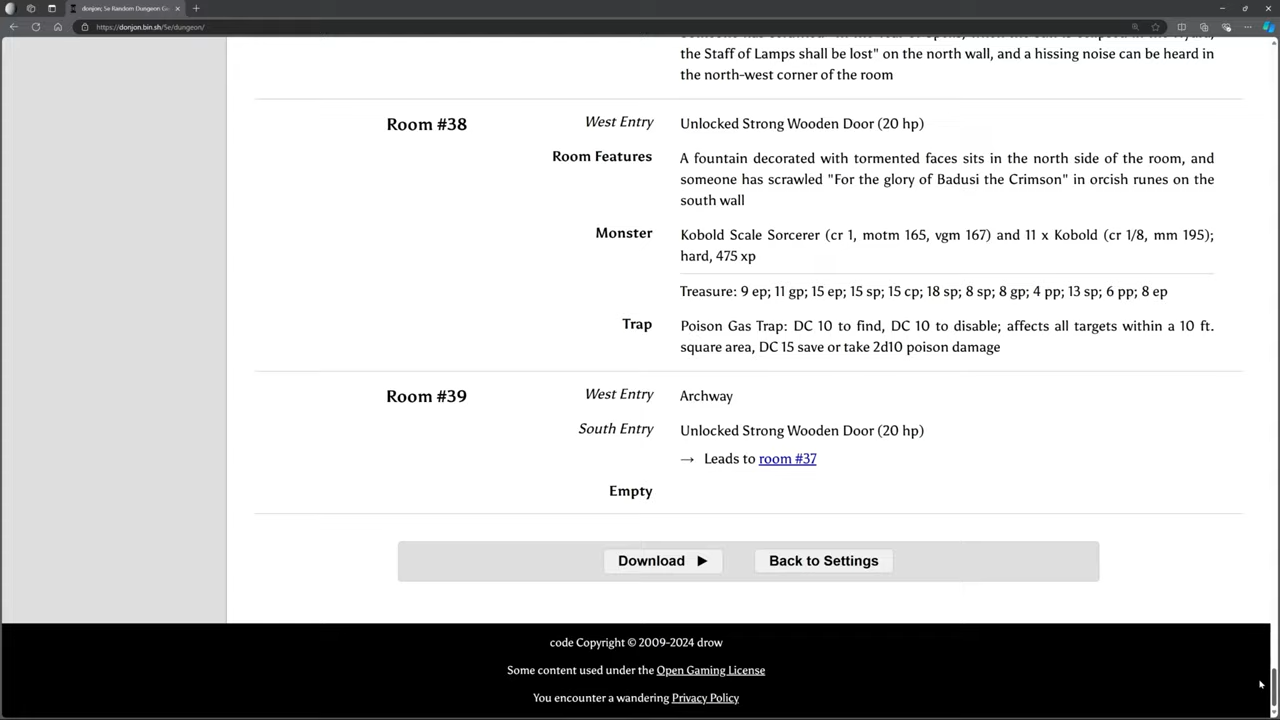 donjon; 5e Random Dungeon Ge
https://donjon.bin.sh/5e/dungeon/
the Staff of Lamps shall be lost" on the north wall, and a hissing noise can be heard in
the north-west corner of the room
Room #38
West Entry
Unlocked Strong Wooden Door (20 hp)
Room Features
A fountain decorated with tormented faces sits in the north side of the room, and
someone has scrawled "For the glory of Badusi the Crimson" in orcish runes on the
south wall
Monster
Kobold Scale Sorcerer (cr 1, motm 165, vgm 167) and 11 x Kobold (cr 1/8, mm 195);
hard, 475 xp
Treasure: 9 ep; 11 gp; 15 ep; 15 sp; 15 cp; 18 sp; 8 sp; 8 gp; 4 pp; 13 sp; 6 pp; 8 ep
Trap
Poison Gas Trap: DC 10 to find, DC 10 to disable; affects all targets within a 10 ft.
square area, DC 15 save or take 2d10 poison damage
Room #39
West Entry
Archway
South Entry
Unlocked Strong Wooden Door (20 hp)
→ Leads to room #37
Empty
Download ▶
Back to Settings
code Copyright © 2009-2024 drow
Some content used under the Open Gaming License
You encounter a wandering Privacy Policy